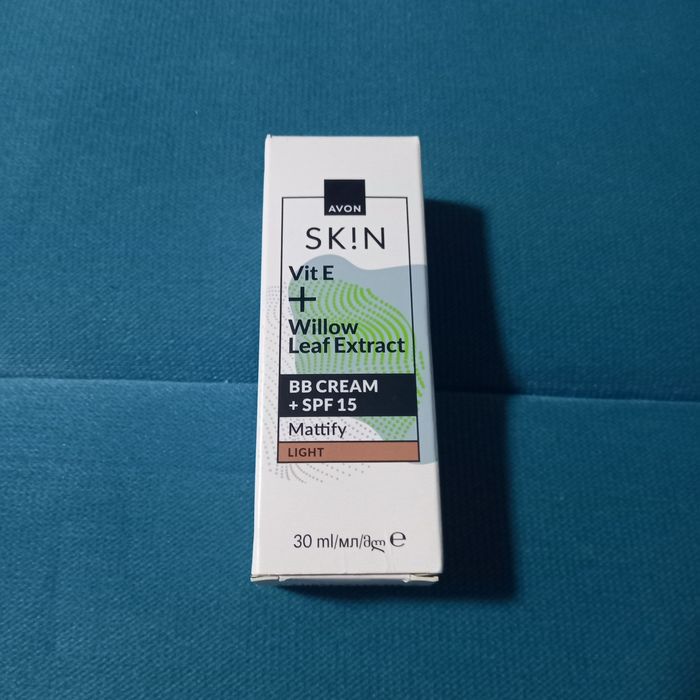 AVON
SK!N
Vit E
+
Willow
Leaf Extract
BB CREAM
+ SPF 15
Mattify
LIGHT
30 ml/мл/მლ ℮